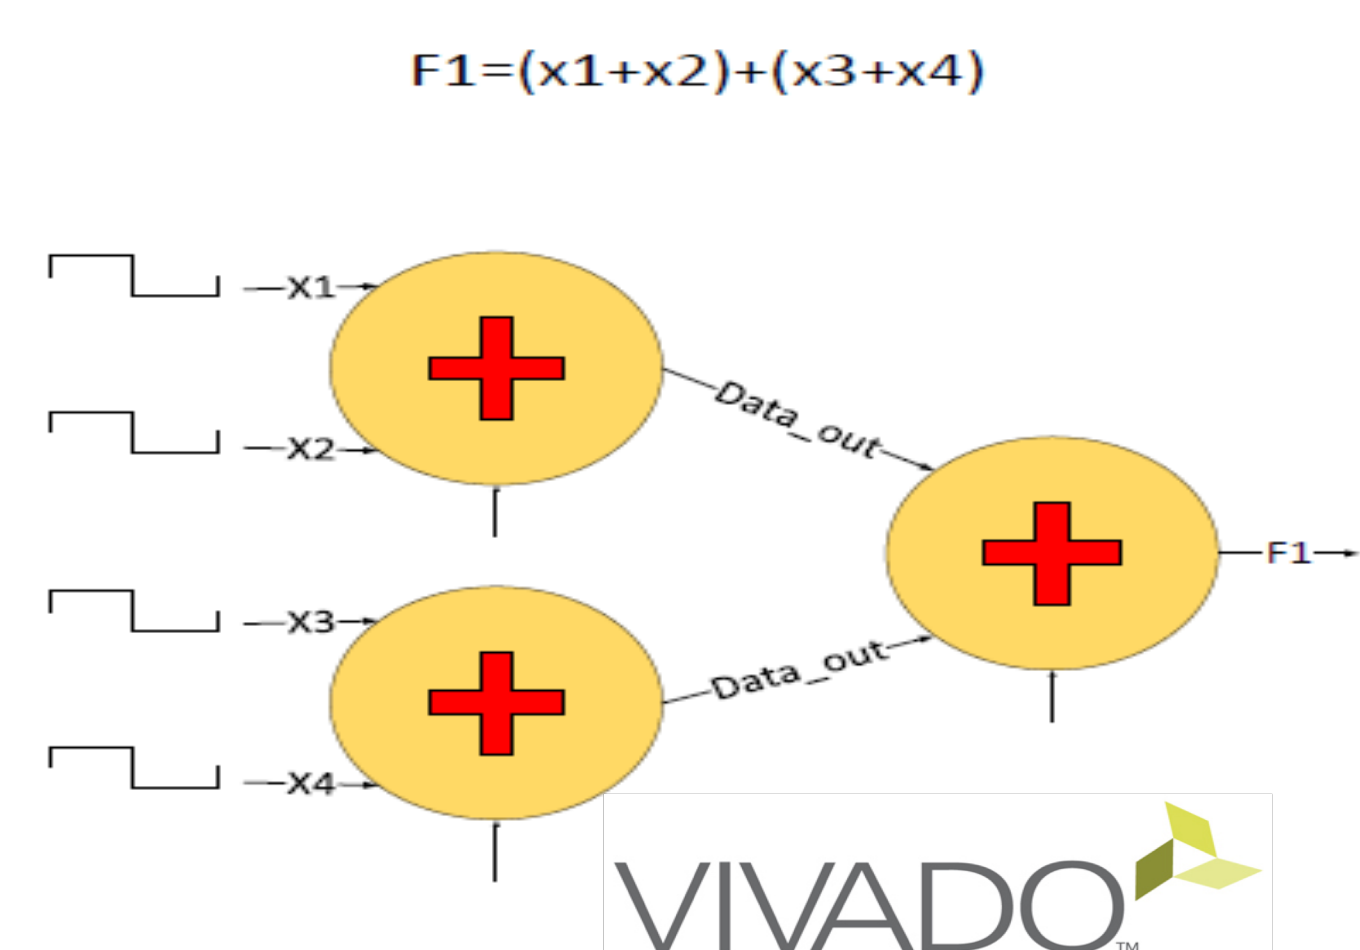 F1=(x1+x2)+(x3+x4)
X1
X2
Data_out
F1
X3
Data_out
X4
VIVADO
TM